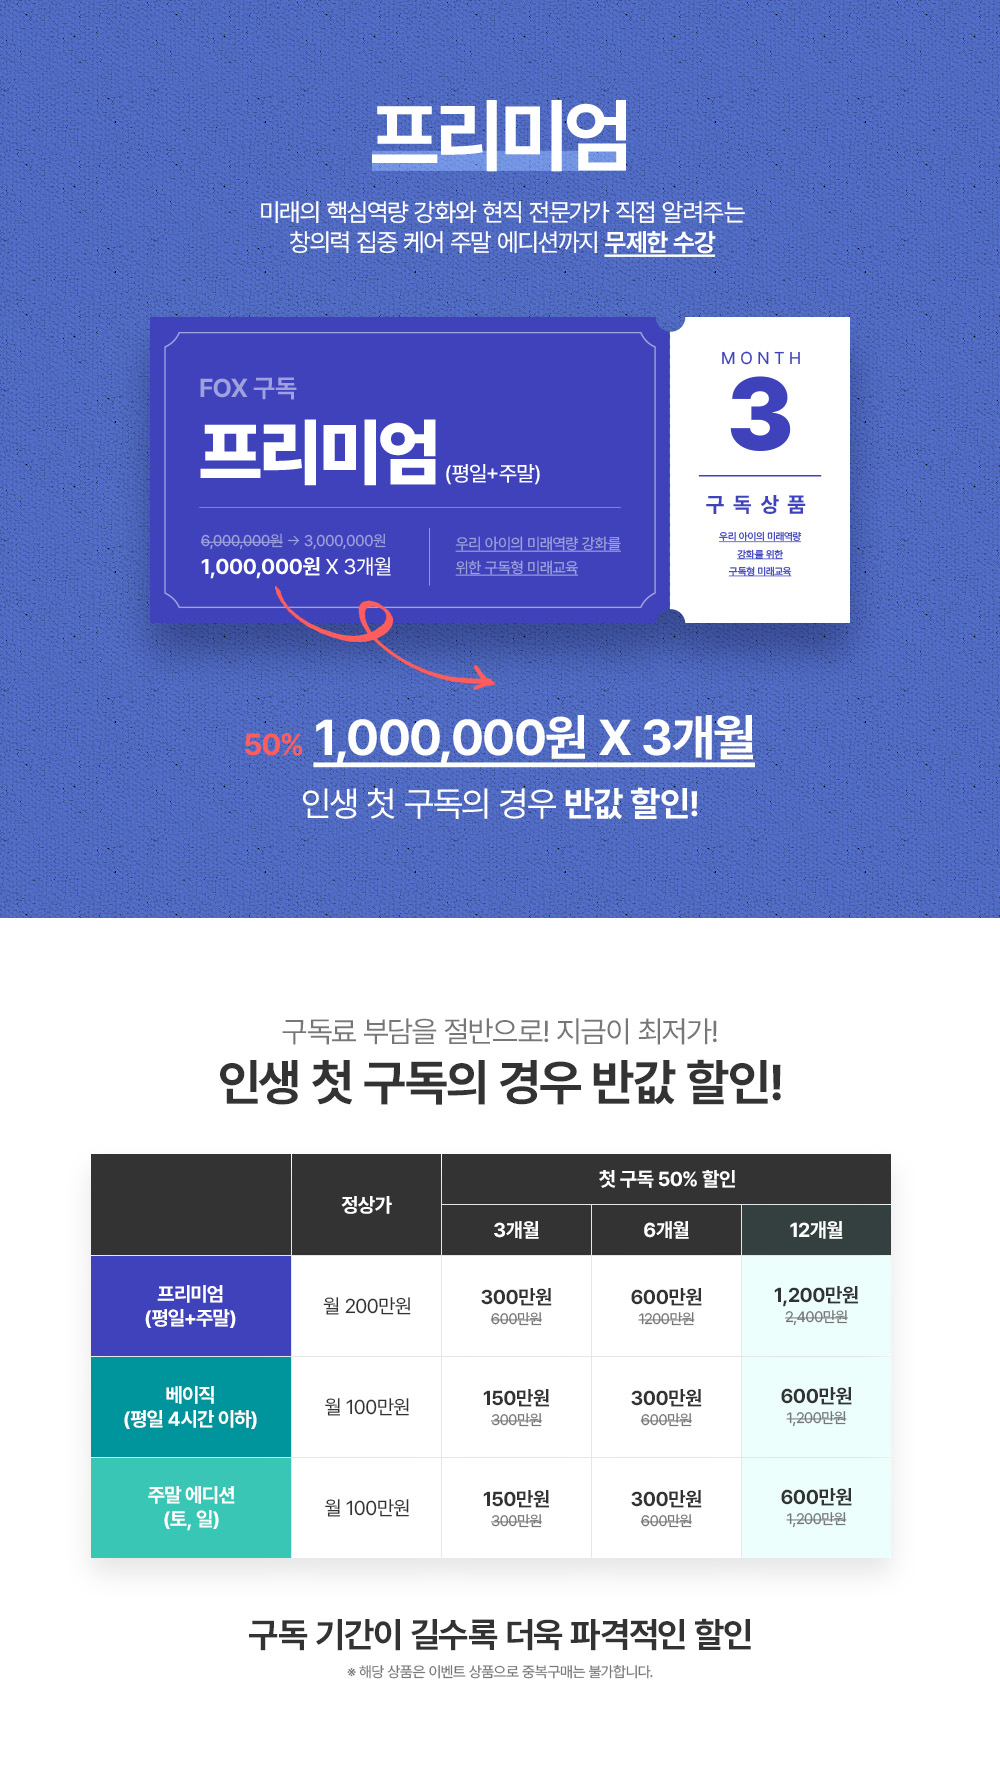 프리미엄
미래의 핵심역량 강화와 현직 전문가가 직접 알려주는
창의력 집중 케어 주말 에디션까지 무제한 수강
FOX 구독
프리미엄 (평일+주말)
6,000,000원 → 3,000,000원
1,000,000원 X 3개월
우리 아이의 미래역량 강화를
위한 구독형 미래교육
MONTH
3
구독상품
우리 아이의 미래역량
강화를 위한
구독형 미래교육
50% 1,000,000원 X 3개월
인생 첫 구독의 경우 반값 할인!
구독료 부담을 절반으로! 지금이 최저가!
인생 첫 구독의 경우 반값 할인!
정상가
첫 구독 50% 할인
3개월 6개월 12개월
프리미엄
(평일+주말)
월 200만원
300만원
600만원
600만원
1200만원
1,200만원
2,400만원
베이직
(평일 4시간 이하)
월 100만원
150만원
300만원
300만원
600만원
600만원
1,200만원
주말 에디션
(토, 일)
월 100만원
150만원
300만원
300만원
600만원
600만원
1,200만원
구독 기간이 길수록 더욱 파격적인 할인
※ 해당 상품은 이벤트 상품으로 중복구매는 불가합니다.